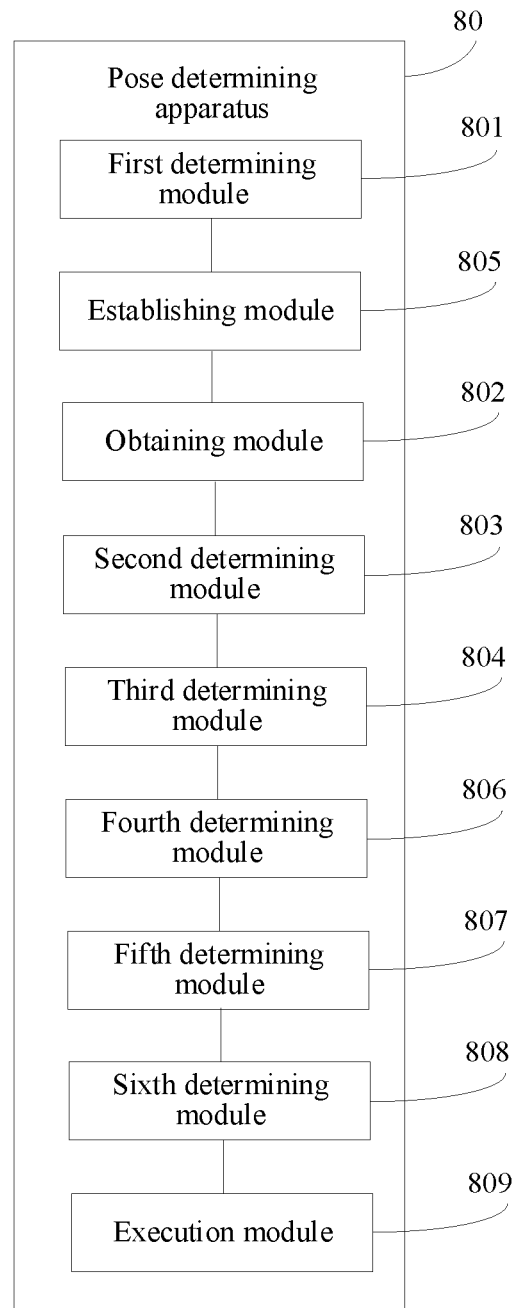 80
Pose determining
apparatus
801
First determining
module
805
Establishing module
802
Obtaining module
803
Second determining
module
804
Third determining
module
806
Fourth determining
module
807
Fifth determining
module
808
Sixth determining
module
809
Execution module